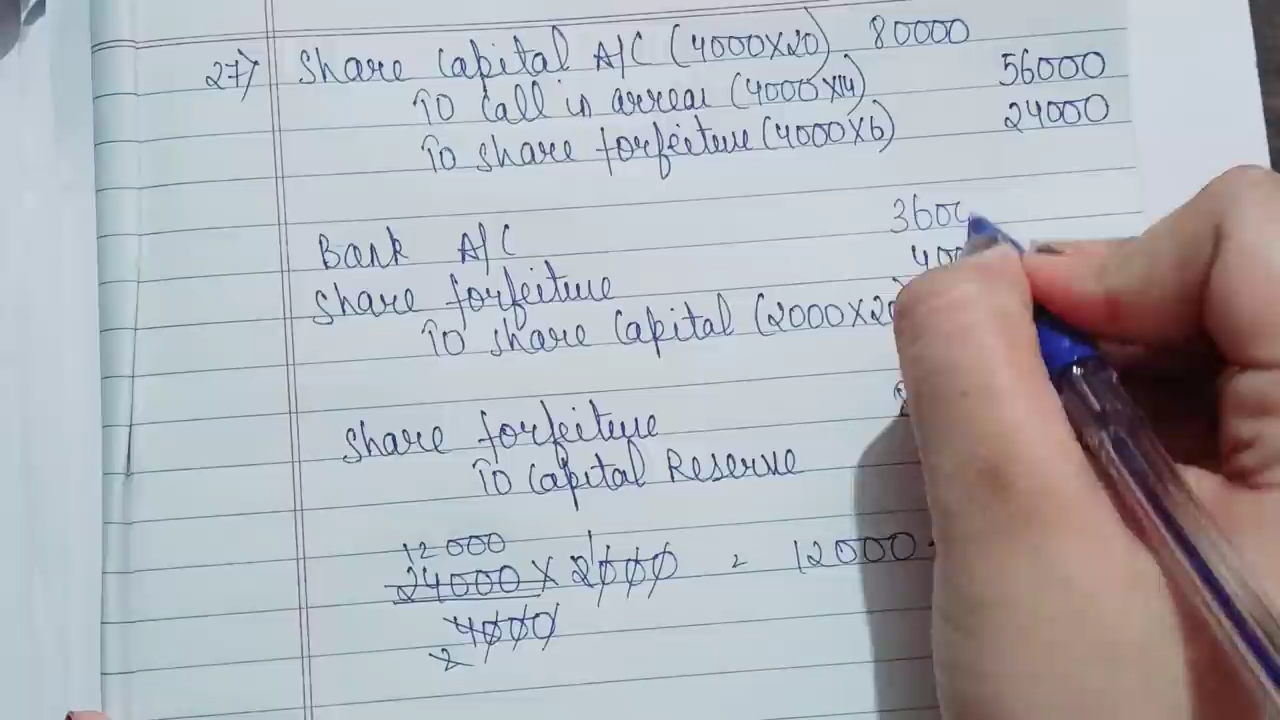 27) Share Capital A/C (4000X20) 80000
To Call in arrear (4000X14) 56000
To share forfeiture (4000X6) 24000
Bank A/C
Share forfeiture
To share Capital (2000X20
Share forfeiture
To Capital Reserve
12000
24000 X 2000 = 12000
4000
2